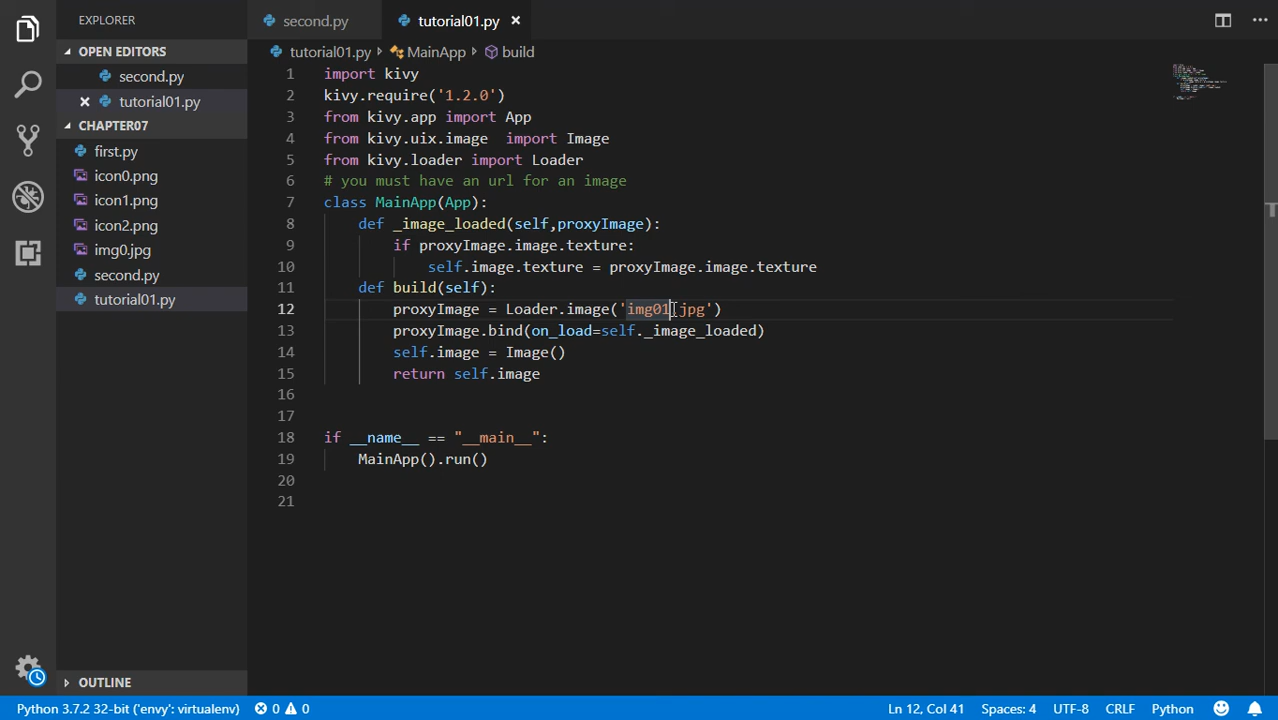 EXPLORER
OPEN EDITORS
second.py
tutorial01.py
CHAPTER07
first.py
icon0.png
icon1.png
icon2.png
img0.jpg
second.py
tutorial01.py
OUTLINE
second.py
tutorial01.py
tutorial01.py MainApp build
1 import kivy
2 kivy.require('1.2.0')
3 from kivy.app import App
4 from kivy.uix.image  import Image
5 from kivy.loader import Loader
6 # you must have an url for an image
7 class MainApp(App):
8     def _image_loaded(self,proxyImage):
9         if proxyImage.image.texture:
10             self.image.texture = proxyImage.image.texture
11     def build(self):
12         proxyImage = Loader.image('img01.jpg')
13         proxyImage.bind(on_load=self._image_loaded)
14         self.image = Image()
15         return self.image
16
17
18 if __name__ == "__main__":
19     MainApp().run()
20
21
Python 3.7.2 32-bit ('envy': virtualenv) 0 0 Ln 12, Col 41 Spaces: 4 UTF-8 CRLF Python